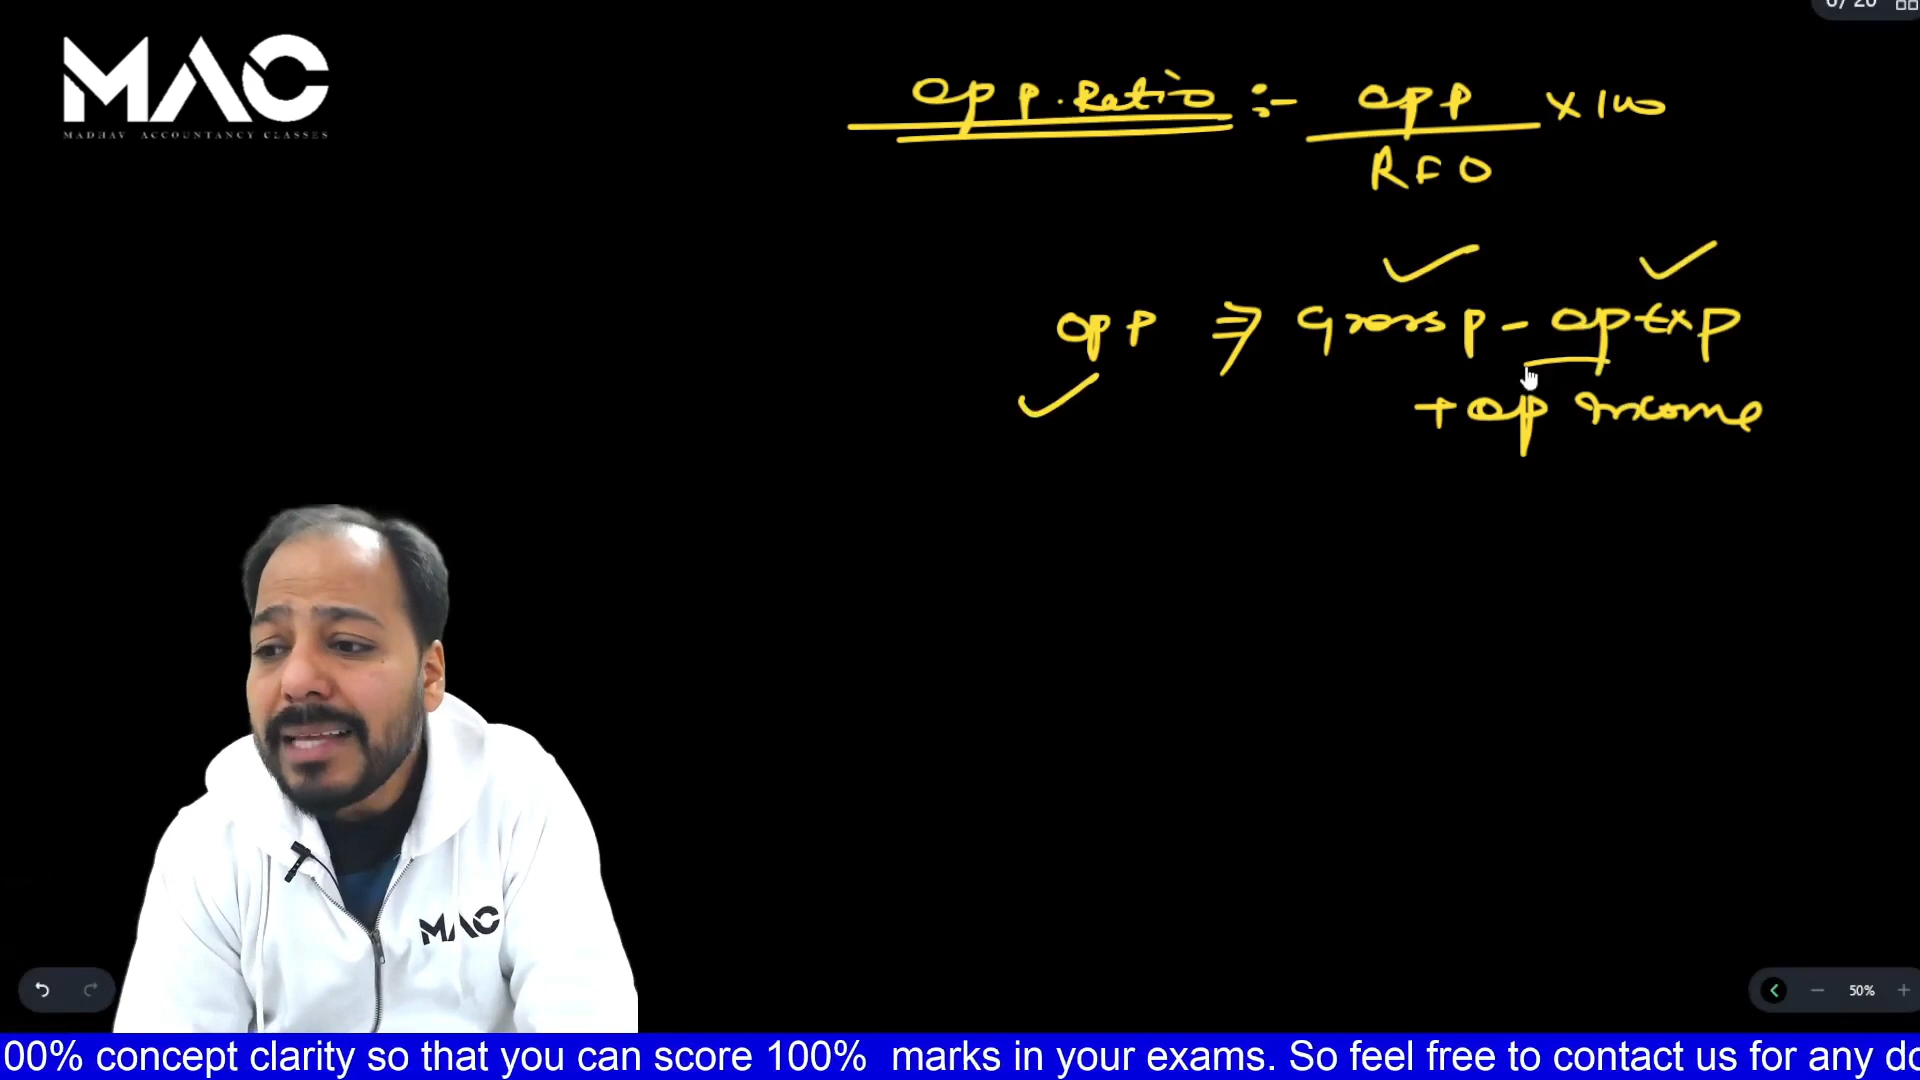 6/20
MAC
MADHAV ACCOUNTANCY CLASSES
OP P. Ratio :- OP P × 100
RFO
OP P ⇒ Gross P - OP Exp
+ OP Income
MAC
50%
00% concept clarity so that you can score 100% marks in your exams. So feel free to contact us for any do